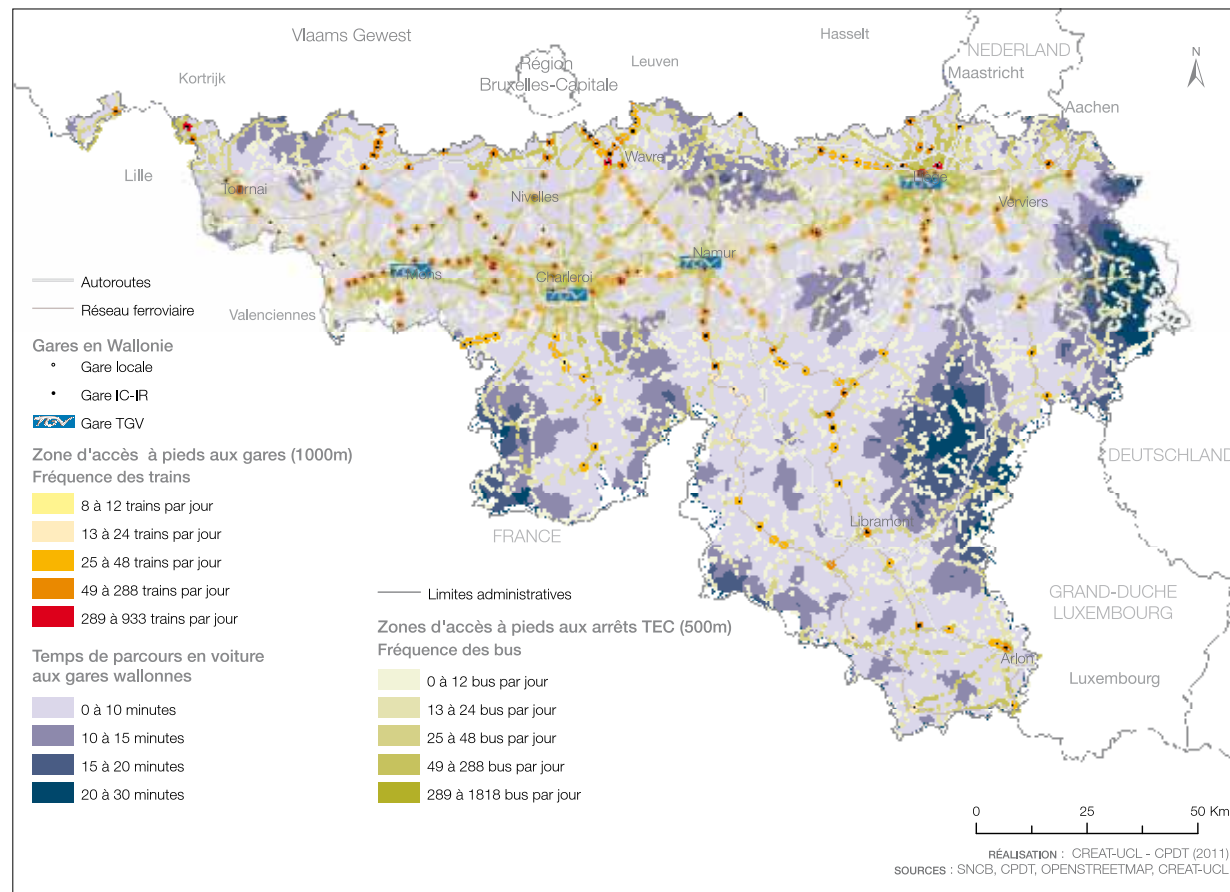 Vlaams Gewest
Hasselt
NEDERLAND
Maastricht
N
Région
Bruxelles-Capitale
Leuven
Kortrijk
Aachen
Lille
Wavre
Liège
TGV
Tournai
Nivelles
Verviers
Namur
TGV
Mons
TGV
Charleroi
TGV
Valenciennes
DEUTSCHLAND
FRANCE
Libramont
GRAND-DUCHE
LUXEMBOURG
Arlon
Luxembourg
Autoroutes
Réseau ferroviaire
Gares en Wallonie
Gare locale
Gare IC-IR
TGV Gare TGV
Zone d'accès à pieds aux gares (1000m)
Fréquence des trains
8 à 12 trains par jour
13 à 24 trains par jour
25 à 48 trains par jour
49 à 288 trains par jour
289 à 933 trains par jour
Temps de parcours en voiture
aux gares wallonnes
0 à 10 minutes
10 à 15 minutes
15 à 20 minutes
20 à 30 minutes
Limites administratives
Zones d'accès à pieds aux arrêts TEC (500m)
Fréquence des bus
0 à 12 bus par jour
13 à 24 bus par jour
25 à 48 bus par jour
49 à 288 bus par jour
289 à 1818 bus par jour
0 25 50 Km
RÉALISATION : CREAT-UCL - CPDT (2011)
SOURCES : SNCB, CPDT, OPENSTREETMAP, CREAT-UCL